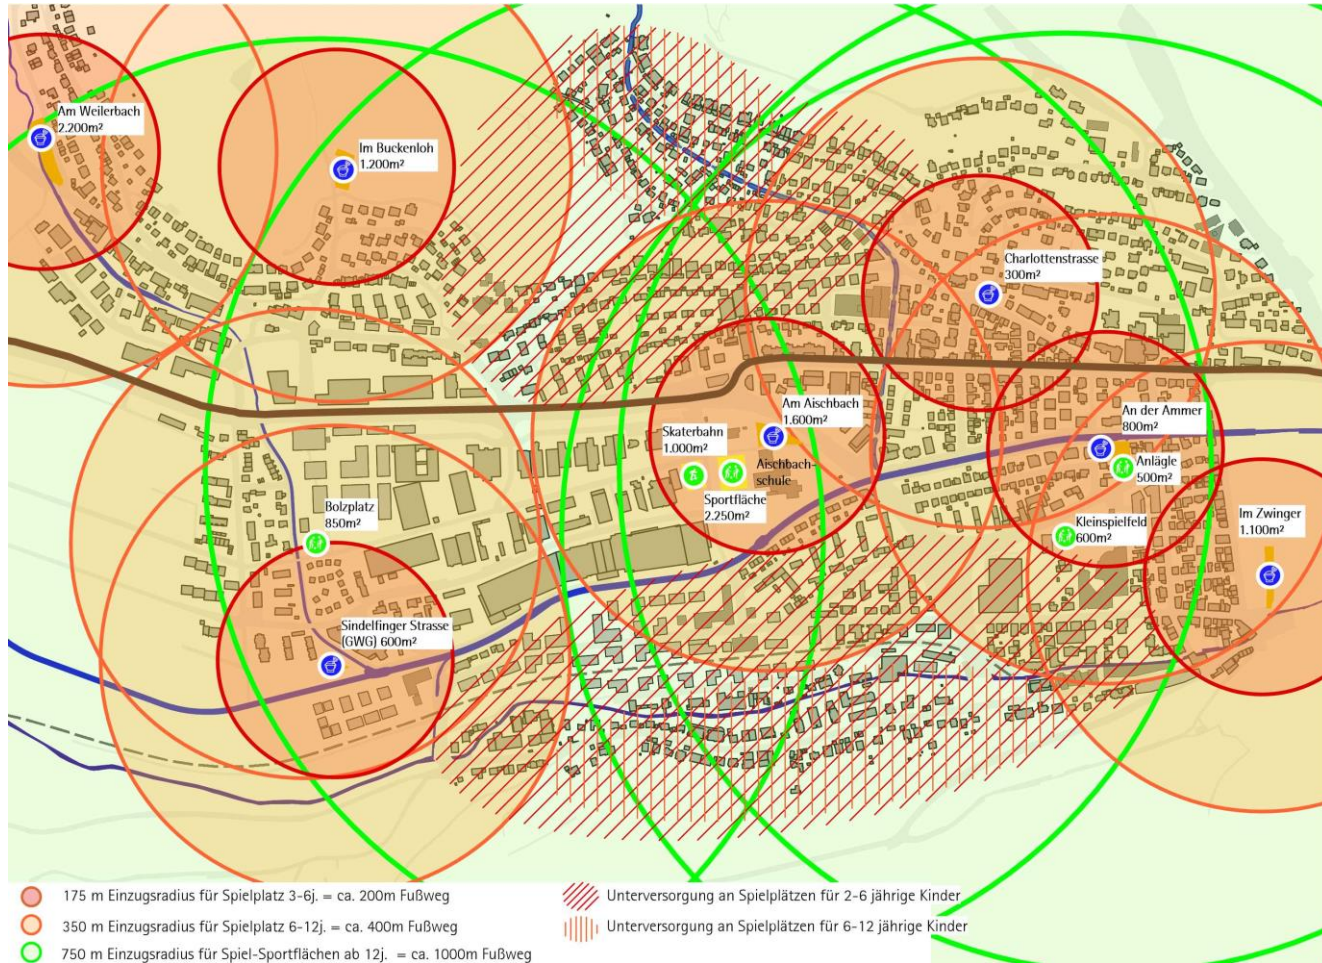 Am Weilerbach
2.200m²
Im Buckenloh
1.200m²
Charlottenstrasse
300m²
Am Aischbach
1.600m²
An der Ammer
800m²
Skaterbahn
1.000m²
Aischbach-
schule
Anlägle
500m²
Sportfläche
2.250m²
Bolzplatz
850m²
Kleinspielfeld
600m²
Im Zwinger
1.100m²
Sindelfinger Strasse
(GWG) 600m²
175 m Einzugsradius für Spielplatz 3-6j. = ca. 200m Fußweg
350 m Einzugsradius für Spielplatz 6-12j. = ca. 400m Fußweg
750 m Einzugsradius für Spiel-Sportflächen ab 12j. = ca. 1000m Fußweg
Unterversorgung an Spielplätzen für 2-6 jährige Kinder
Unterversorgung an Spielplätzen für 6-12 jährige Kinder